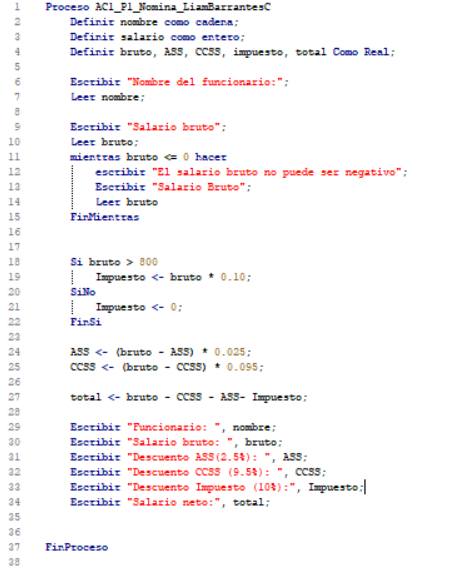 1 Proceso AC1_P1_Nomina_LiamBarrantesC
2 Definir nombre como cadena;
3 Definir salario como entero;
4 Definir bruto, ASS, CCSS, impuesto, total Como Real;
5
6 Escribir "Nombre del funcionario:";
7 Leer nombre;
8
9 Escribir "Salario bruto";
10 Leer bruto;
11 mientras bruto <= 0 hacer
12 escribir "El salario bruto no puede ser negativo";
13 Escribir "Salario Bruto";
14 Leer bruto
15 FinMientras
16
17
18 Si bruto > 800
19 Impuesto <- bruto * 0.10;
20 SiNo
21 Impuesto <- 0;
22 FinSi
23
24 ASS <- (bruto - ASS) * 0.025;
25 CCSS <- (bruto - CCSS) * 0.095;
26
27 total <- bruto - CCSS - ASS- Impuesto;
28
29 Escribir "Funcionario: ", nombre;
30 Escribir "Salario bruto: ", bruto;
31 Escribir "Descuento ASS(2.5%): ", ASS;
32 Escribir "Descuento CCSS (9.5%): ", CCSS;
33 Escribir "Descuento Impuesto (10%):", Impuesto;
34 Escribir "Salario neto:", total;
35
36
37 FinProceso
38